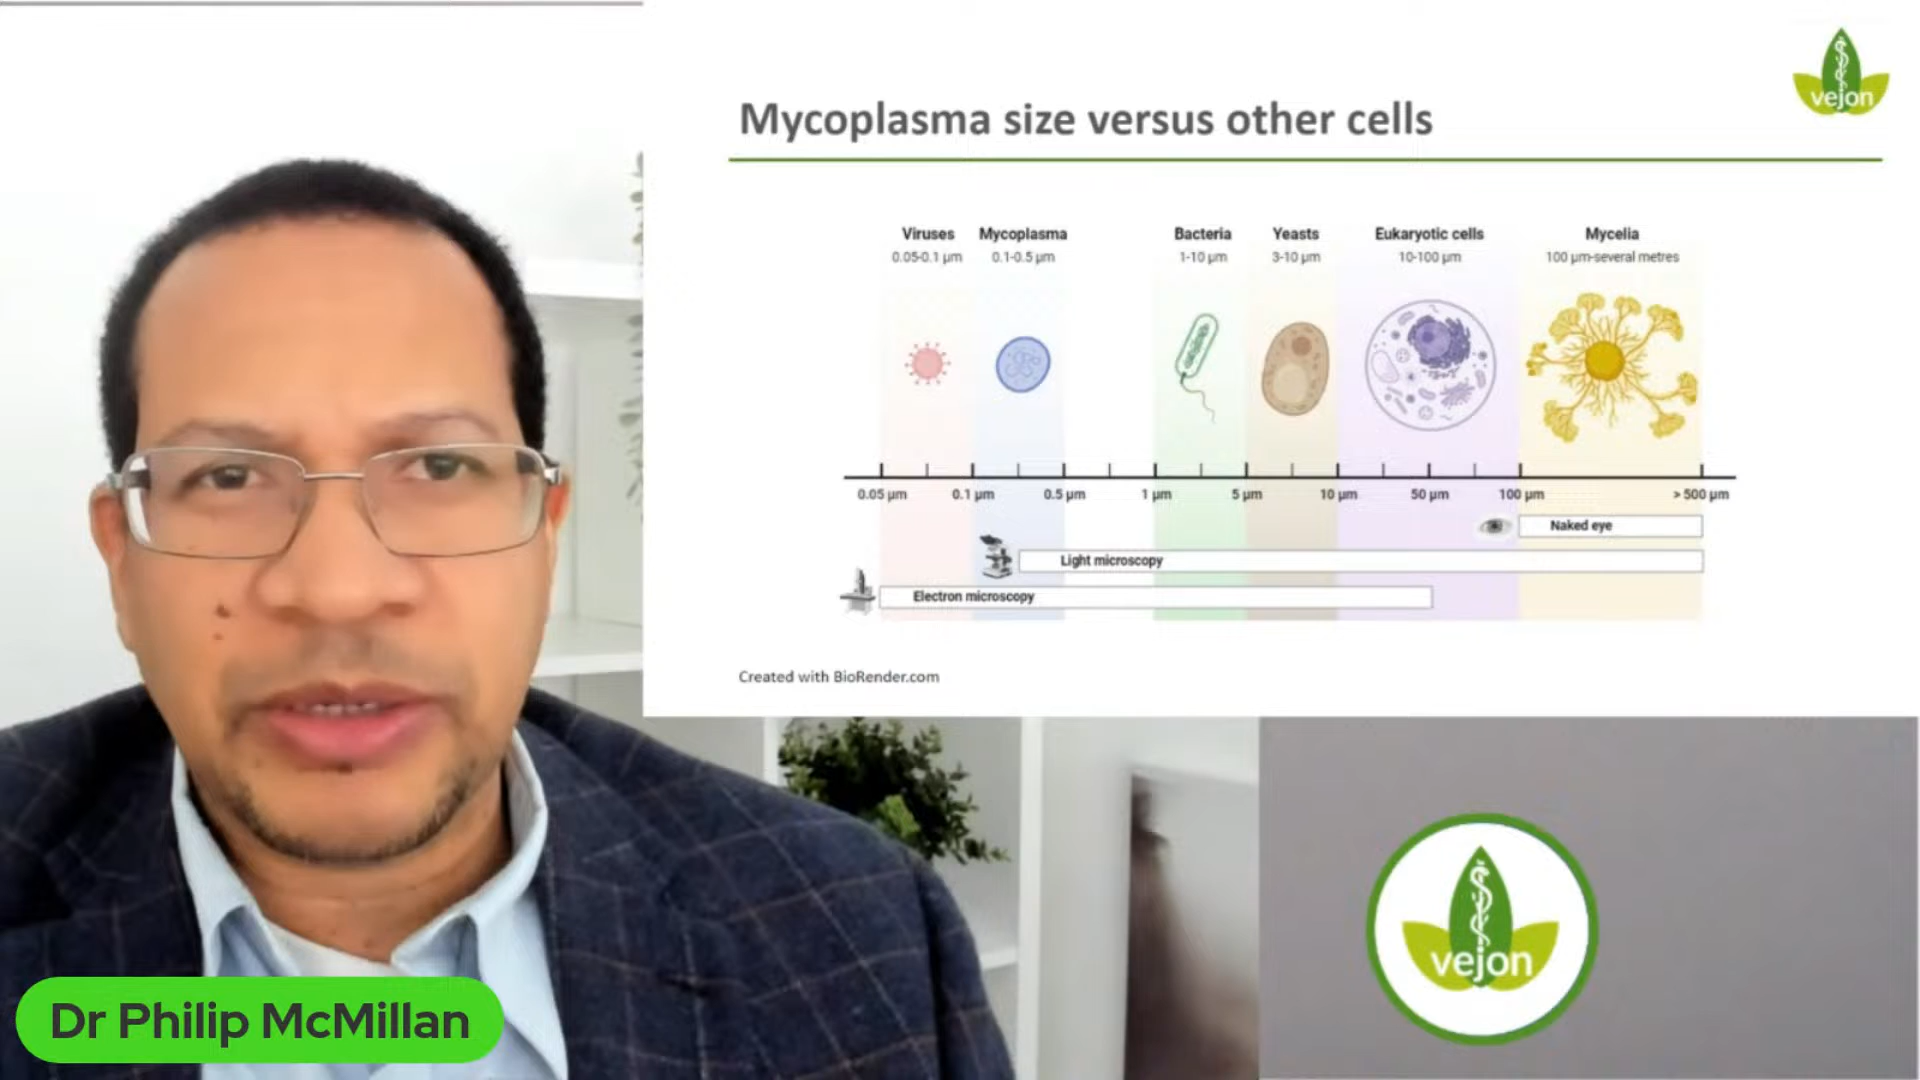 vejon
Mycoplasma size versus other cells
Viruses
0.05-0.1 µm
Mycoplasma
0.1-0.5 µm
Bacteria
1-10 µm
Yeasts
3-10 µm
Eukaryotic cells
10-100 µm
Mycelia
100 µm-several metres
0.05 µm 0.1 µm 0.5 µm 1 µm 5 µm 10 µm 50 µm 100 µm > 500 µm
Naked eye
Light microscopy
Electron microscopy
Created with BioRender.com
vejon
Dr Philip McMillan